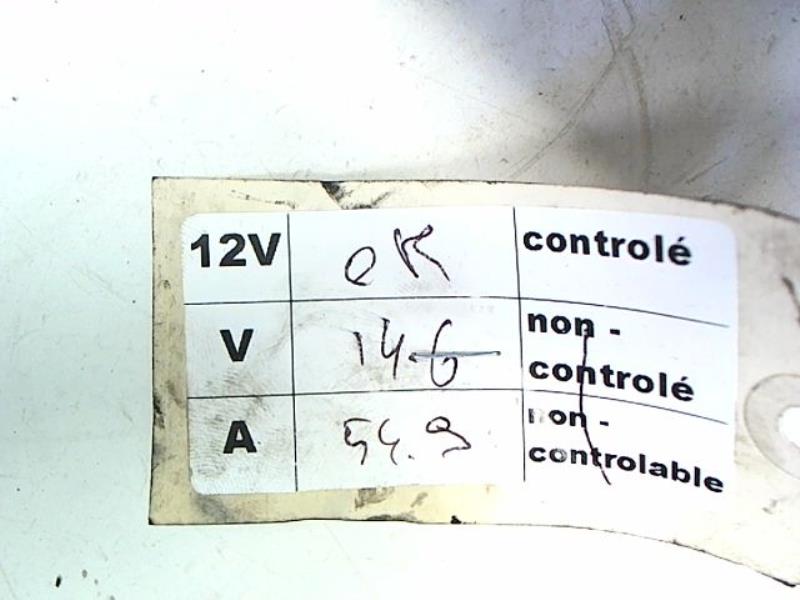 12V
OK
controlé
V
14.6
non -
controlé
A
54.9
non -
controlable